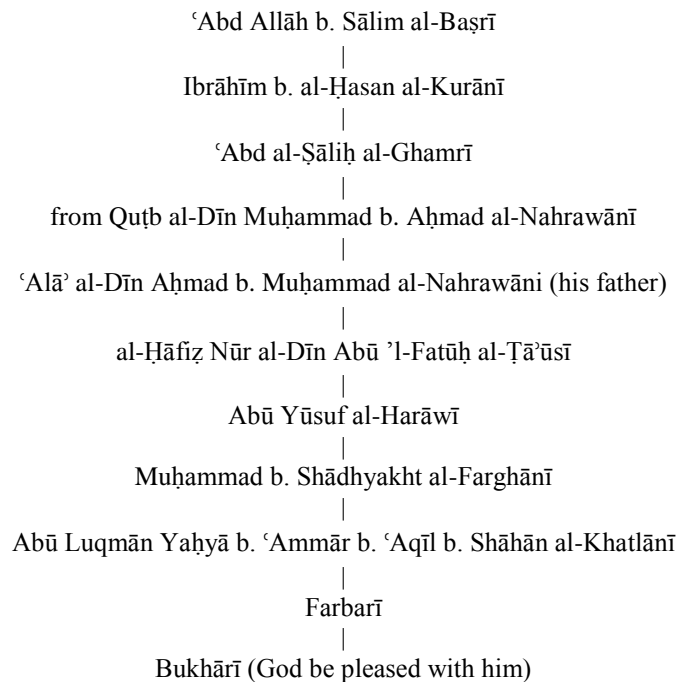 ʿAbd Allāh b. Sālim al-Baṣrī
|
Ibrāhīm b. al-Ḥasan al-Kurānī
|
ʿAbd al-Ṣāliḥ al-Ghamrī
|
from Quṭb al-Dīn Muḥammad b. Aḥmad al-Nahrawānī
|
ʿAlāʾ al-Dīn Aḥmad b. Muḥammad al-Nahrawāni (his father)
|
al-Ḥāfiẓ Nūr al-Dīn Abū ’l-Fatūḥ al-Ṭāʾūsī
|
Abū Yūsuf al-Harāwī
|
Muḥammad b. Shādhyakht al-Farghānī
|
Abū Luqmān Yaḥyā b. ʿAmmār b. ʿAqīl b. Shāhān al-Khatlānī
|
Farbarī
|
Bukhārī (God be pleased with him)